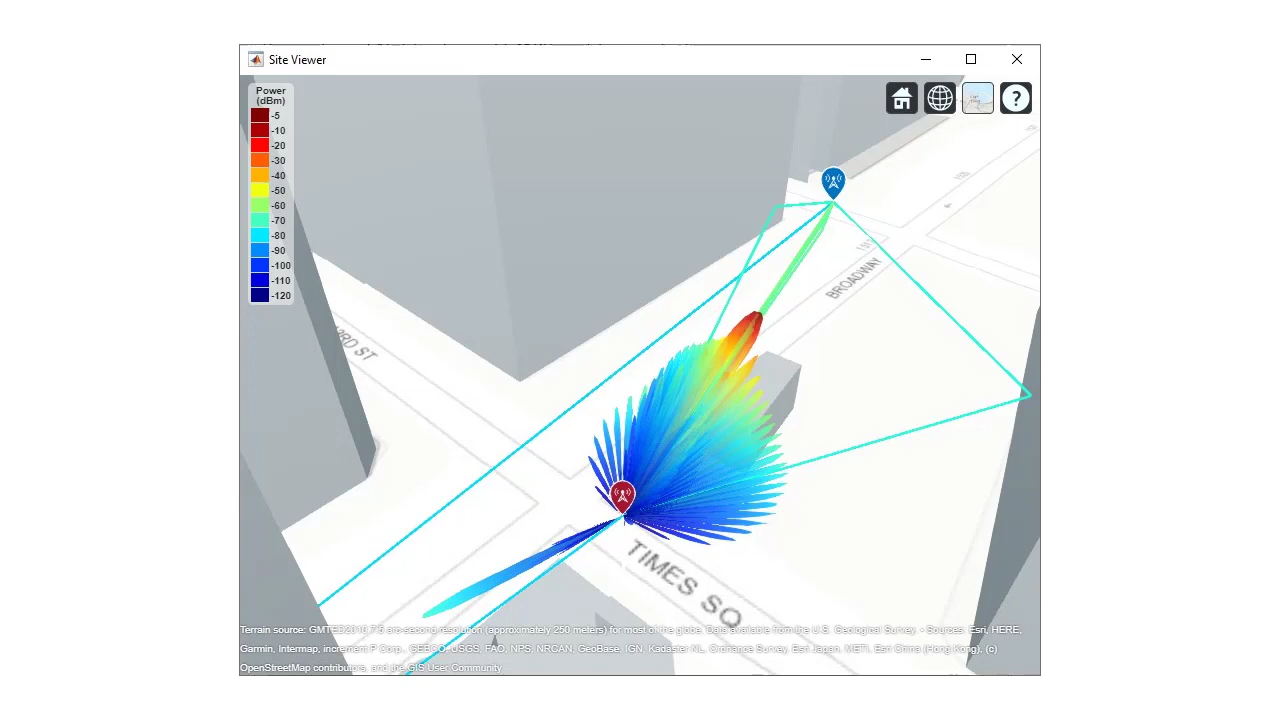 Site Viewer
Power
(dBm)
-5
-10
-20
-30
-40
-50
-60
-70
-80
-90
-100
-110
-120
?
BROADWAY
TIMES SQ
Terrain source: GMTED2010 7.5 arc-second resolution (approximately 250 meters) for most of the globe. Data available from the U.S. Geological Survey. - Sources: Esri, HERE,
Garmin, Intermap, increment P Corp., GEBCO, USGS, FAO, NPS, NRCAN, GeoBase, IGN, Kadaster NL, Ordnance Survey, Esri Japan, METI, Esri China (Hong Kong), (c)
OpenStreetMap contributors, and the GIS User Community